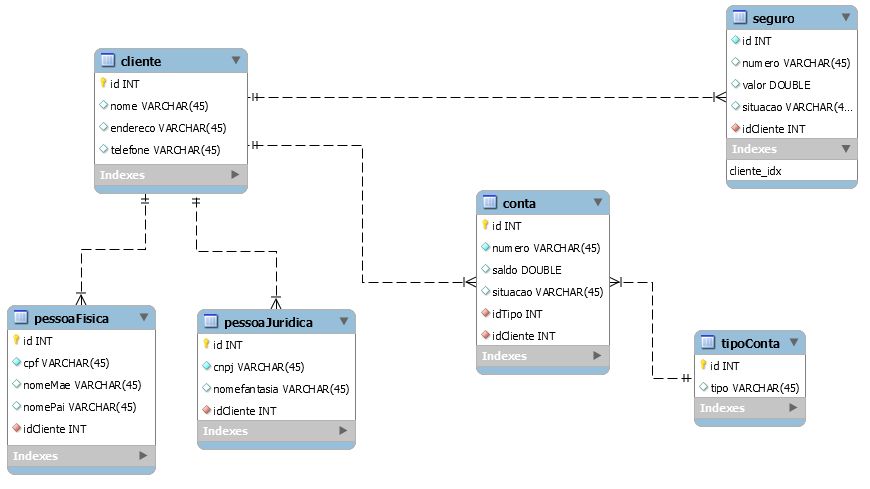 cliente
id INT
nome VARCHAR(45)
endereco VARCHAR(45)
telefone VARCHAR(45)
Indexes
seguro
id INT
numero VARCHAR(45)
valor DOUBLE
situacao VARCHAR(4...
idCliente INT
Indexes
cliente_idx
conta
id INT
numero VARCHAR(45)
saldo DOUBLE
situacao VARCHAR(45)
idTipo INT
idCliente INT
Indexes
pessoaFisica
id INT
cpf VARCHAR(45)
nomeMae VARCHAR(45)
nomePai VARCHAR(45)
idCliente INT
Indexes
pessoaJuridica
id INT
cnpj VARCHAR(45)
nomefantasia VARCHAR(45)
idCliente INT
Indexes
tipoConta
id INT
tipo VARCHAR(45)
Indexes